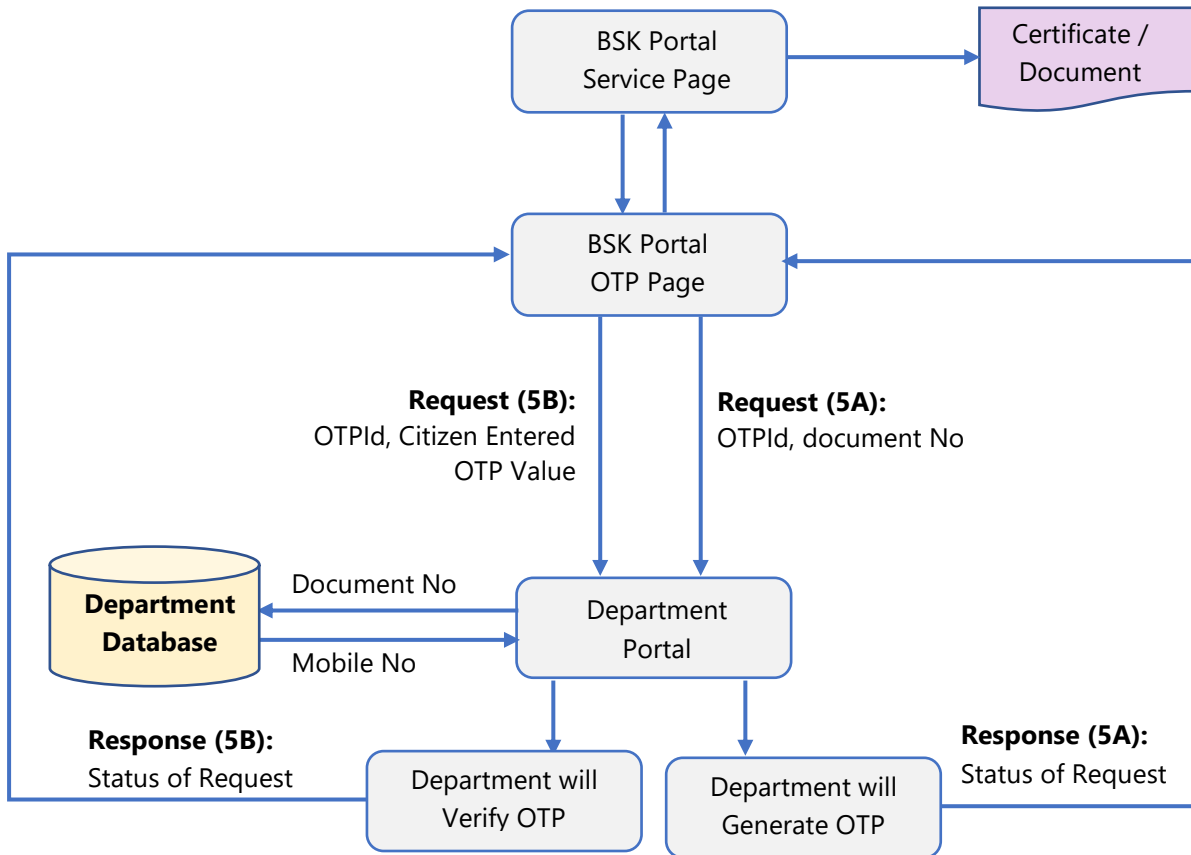 BSK Portal
Service Page
Certificate /
Document
BSK Portal
OTP Page
Request (5B):
OTPId, Citizen Entered
OTP Value
Request (5A):
OTPId, document No
Department
Database
Document No
Mobile No
Department
Portal
Response (5B):
Status of Request
Department will
Verify OTP
Department will
Generate OTP
Response (5A):
Status of Request